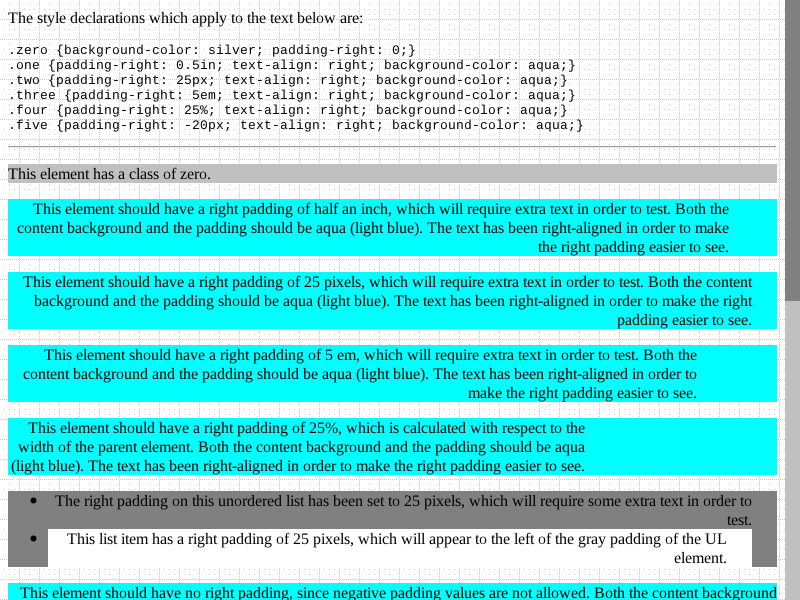 The style declarations which apply to the text below are:
.zero {background-color: silver; padding-right: 0;}
.one {padding-right: 0.5in; text-align: right; background-color: aqua;}
.two {padding-right: 25px; text-align: right; background-color: aqua;}
.three {padding-right: 5em; text-align: right; background-color: aqua;}
.four {padding-right: 25%; text-align: right; background-color: aqua;}
.five {padding-right: -20px; text-align: right; background-color: aqua;}
This element has a class of zero.
This element should have a right padding of half an inch, which will require extra text in order to test. Both the
content background and the padding should be aqua (light blue). The text has been right-aligned in order to make
the right padding easier to see.
This element should have a right padding of 25 pixels, which will require extra text in order to test. Both the content
background and the padding should be aqua (light blue). The text has been right-aligned in order to make the right
padding easier to see.
This element should have a right padding of 5 em, which will require extra text in order to test. Both the
content background and the padding should be aqua (light blue). The text has been right-aligned in order to
make the right padding easier to see.
This element should have a right padding of 25%, which is calculated with respect to the
width of the parent element. Both the content background and the padding should be aqua
(light blue). The text has been right-aligned in order to make the right padding easier to see.
• The right padding on this unordered list has been set to 25 pixels, which will require some extra text in order to
test.
• This list item has a right padding of 25 pixels, which will appear to the left of the gray padding of the UL
element.
This element should have no right padding, since negative padding values are not allowed. Both the content background